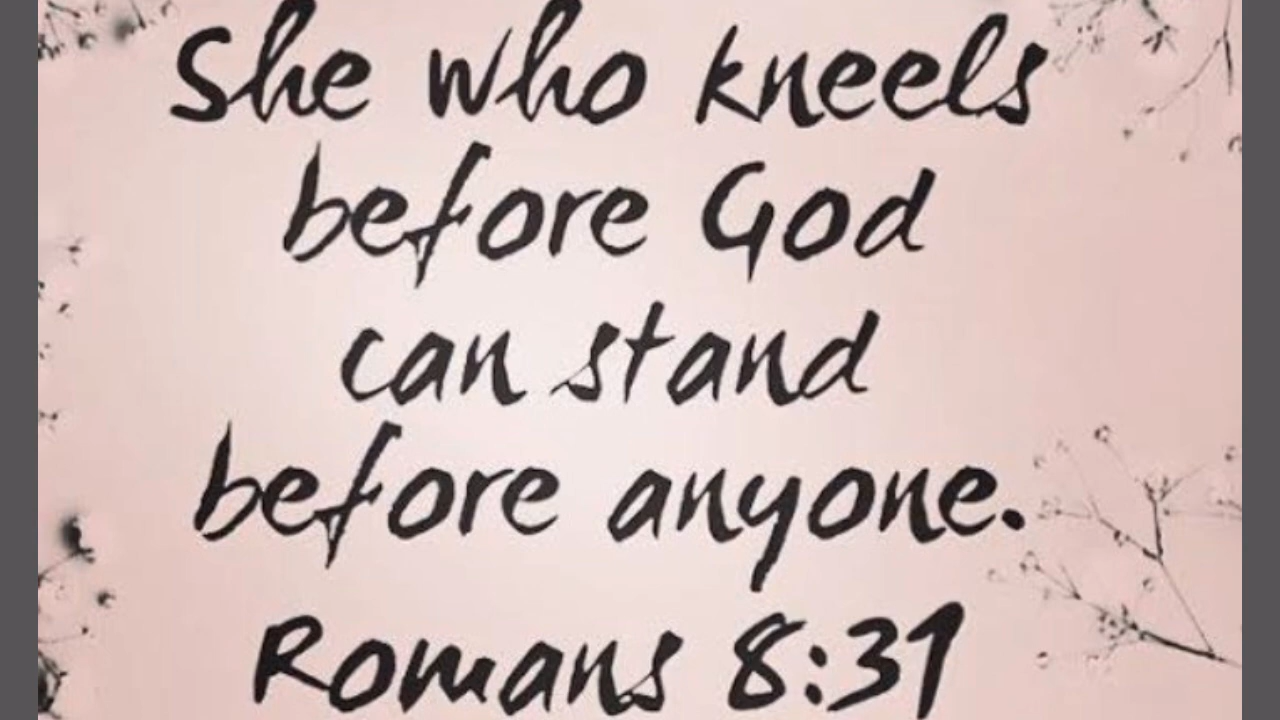 She who kneels
before God
can stand
before anyone.
Romans 8:31